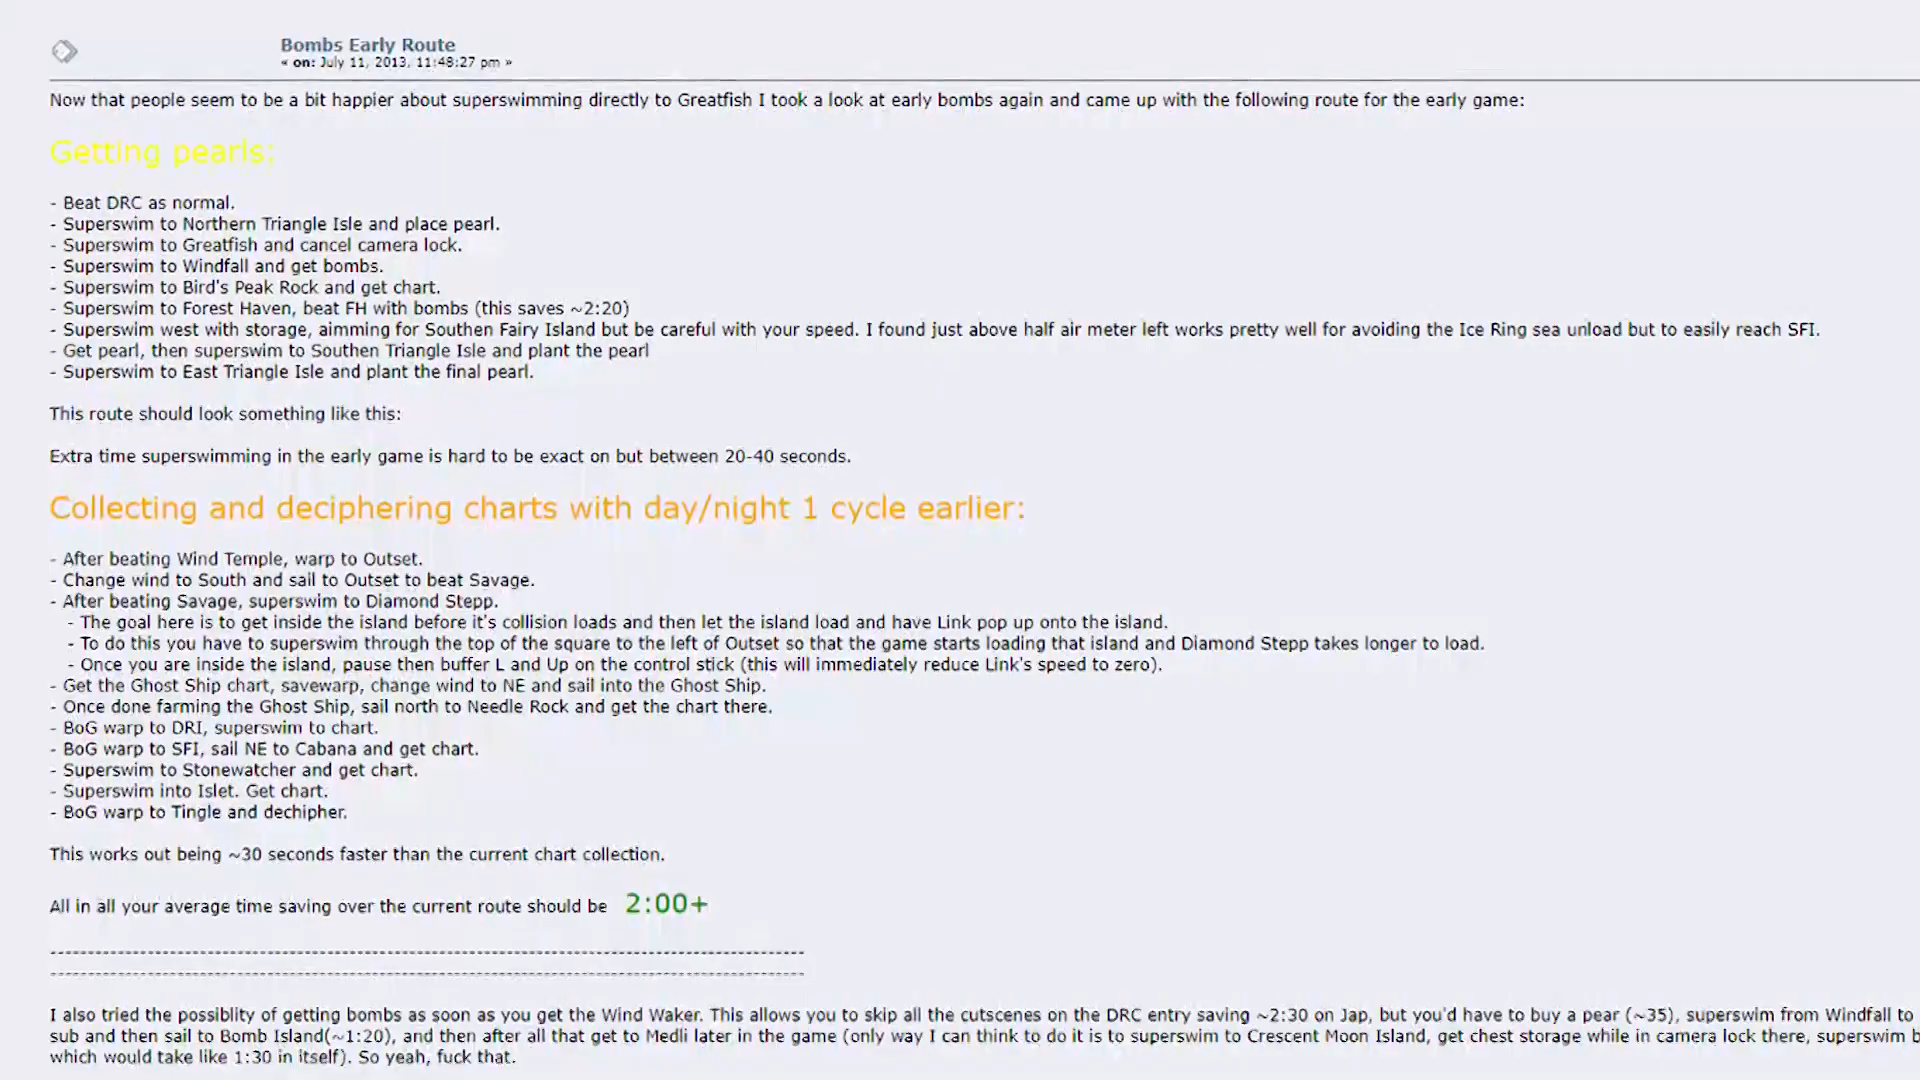 Bombs Early Route
« on: July 11, 2013, 11:48:27 pm »
Now that people seem to be a bit happier about superswimming directly to Greatfish I took a look at early bombs again and came up with the following route for the early game:
Getting pearls:
- Beat DRC as normal.
- Superswim to Northern Triangle Isle and place pearl.
- Superswim to Greatfish and cancel camera lock.
- Superswim to Windfall and get bombs.
- Superswim to Bird's Peak Rock and get chart.
- Superswim to Forest Haven, beat FH with bombs (this saves ~2:20)
- Superswim west with storage, aimming for Southen Fairy Island but be careful with your speed. I found just above half air meter left works pretty well for avoiding the Ice Ring sea unload but to easily reach SFI.
- Get pearl, then superswim to Southen Triangle Isle and plant the pearl
- Superswim to East Triangle Isle and plant the final pearl.
This route should look something like this:
Extra time superswimming in the early game is hard to be exact on but between 20-40 seconds.
Collecting and deciphering charts with day/night 1 cycle earlier:
- After beating Wind Temple, warp to Outset.
- Change wind to South and sail to Outset to beat Savage.
- After beating Savage, superswim to Diamond Stepp.
- The goal here is to get inside the island before it's collision loads and then let the island load and have Link pop up onto the island.
- To do this you have to superswim through the top of the square to the left of Outset so that the game starts loading that island and Diamond Stepp takes longer to load.
- Once you are inside the island, pause then buffer L and Up on the control stick (this will immediately reduce Link's speed to zero).
- Get the Ghost Ship chart, savewarp, change wind to NE and sail into the Ghost Ship.
- Once done farming the Ghost Ship, sail north to Needle Rock and get the chart there.
- BoG warp to DRI, superswim to chart.
- BoG warp to SFI, sail NE to Cabana and get chart.
- Superswim to Stonewatcher and get chart.
- Superswim into Islet. Get chart.
- BoG warp to Tingle and dechipher.
This works out being ~30 seconds faster than the current chart collection.
All in all your average time saving over the current route should be 2:00+
--------------------------------------------------------------------------------------------
--------------------------------------------------------------------------------------------
I also tried the possiblity of getting bombs as soon as you get the Wind Waker. This allows you to skip all the cutscenes on the DRC entry saving ~2:30 on Jap, but you'd have to buy a pear (~35), superswim from Windfall to
sub and then sail to Bomb Island(~1:20), and then after all that get to Medli later in the game (only way I can think to do it is to superswim to Crescent Moon Island, get chest storage while in camera lock there, superswim b
which would take like 1:30 in itself). So yeah, fuck that.